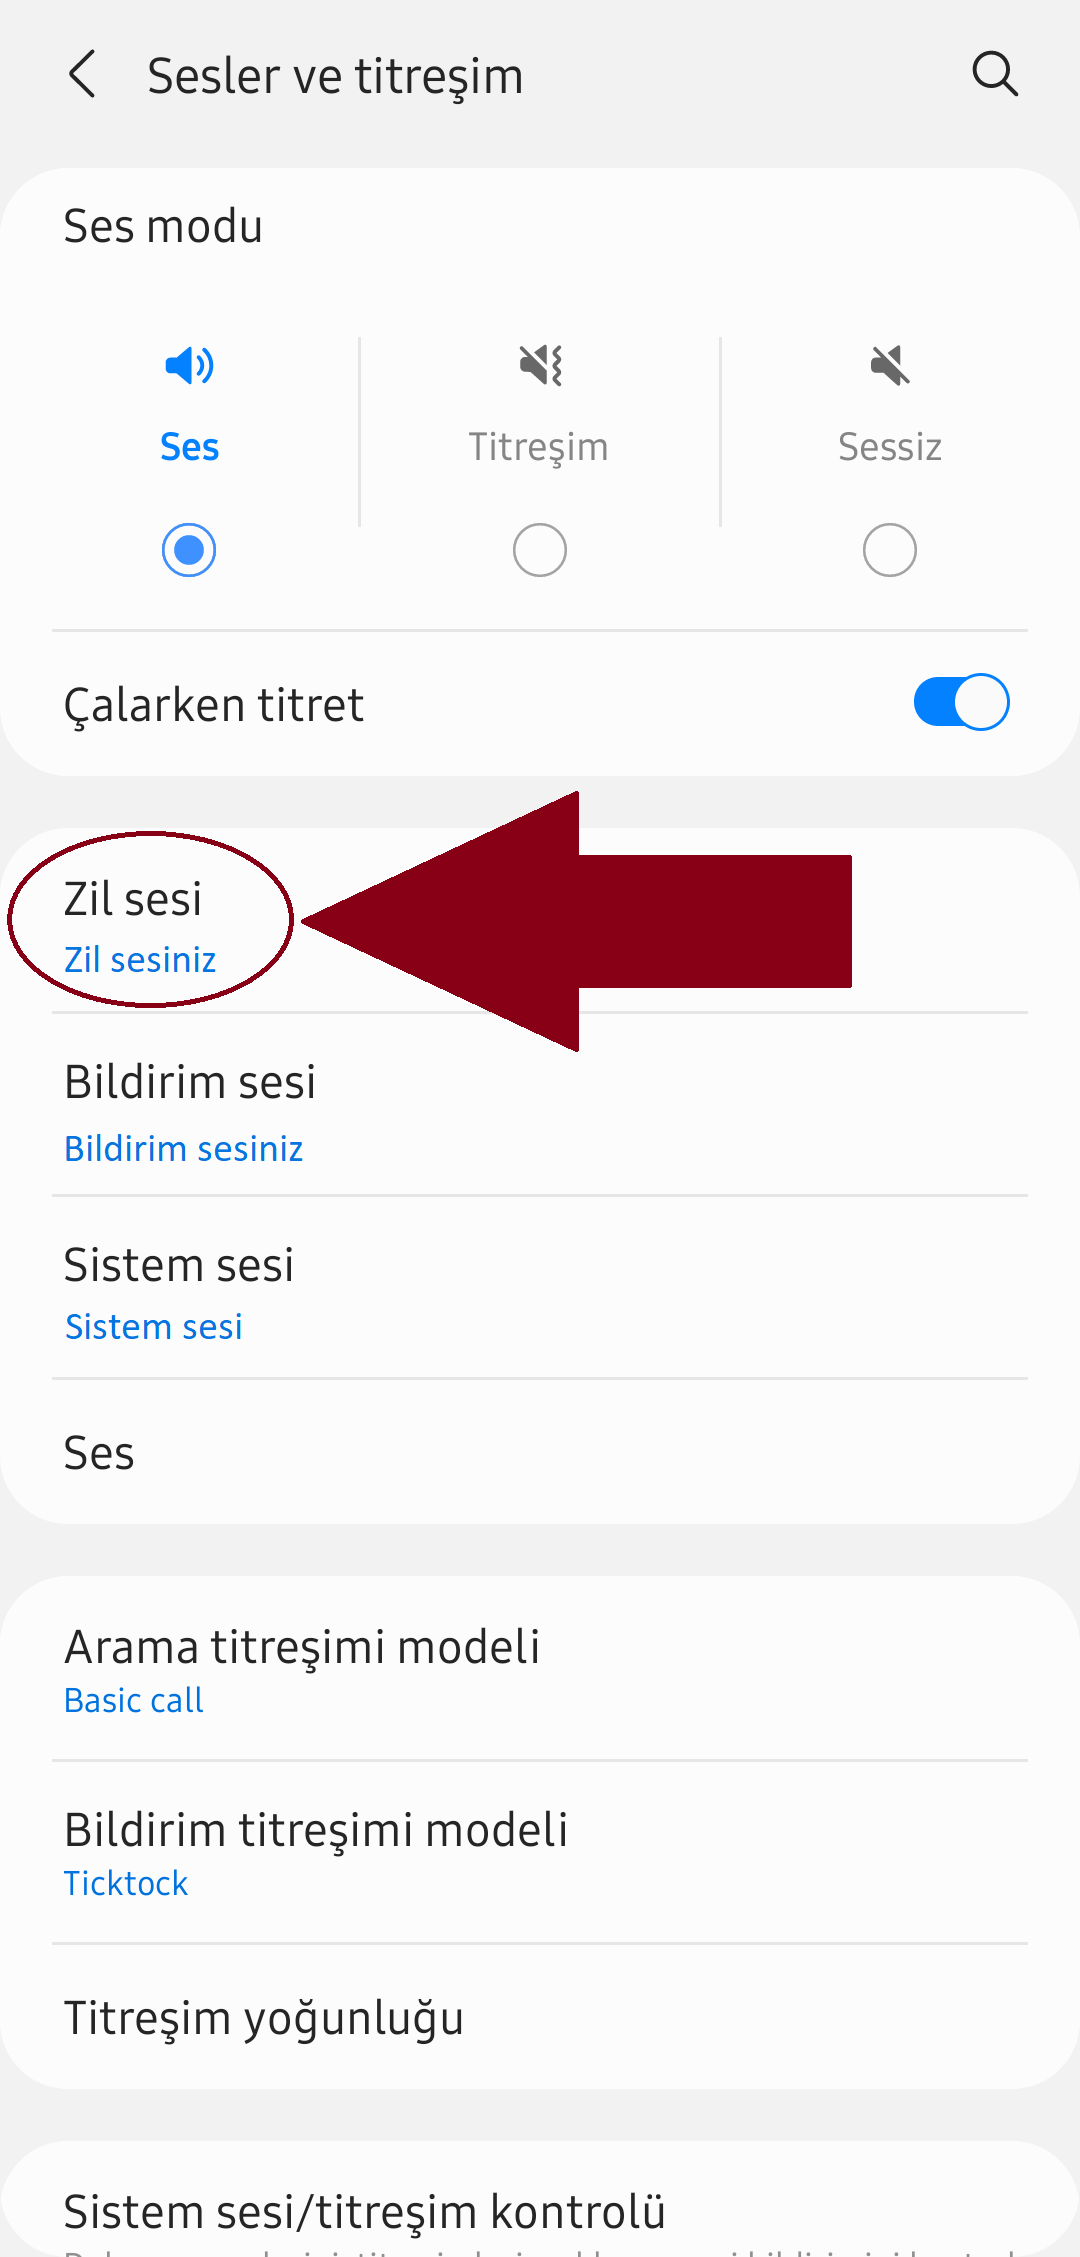 Sesler ve titreşim
Ses modu
Ses
Titreşim
Sessiz
Çalarken titret
Zil sesi
Zil sesiniz
Bildirim sesi
Bildirim sesiniz
Sistem sesi
Sistem sesi
Ses
Arama titreşimi modeli
Basic call
Bildirim titreşimi modeli
Ticktock
Titreşim yoğunluğu
Sistem sesi/titreşim kontrolü